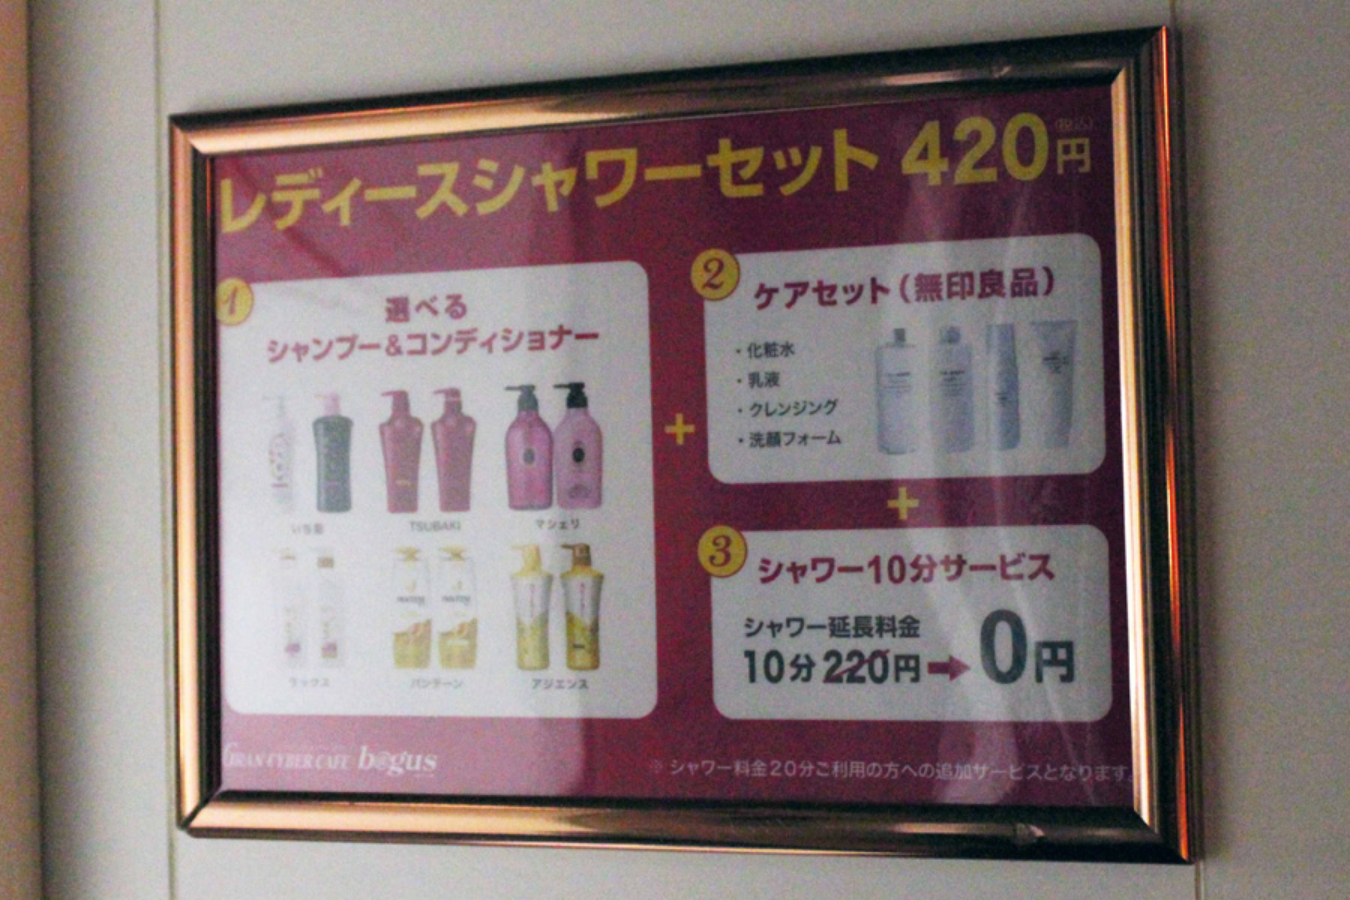 レディースシャワーセット 420円
(税込)
1
選べる
シャンプー&コンディショナー
いち髪
TSUBAKI
マシェリ
ラックス
パンテーン
アジエンス
+
2
ケアセット(無印良品)
・化粧水
・乳液
・クレンジング
・洗顔フォーム
+
3
シャワー10分サービス
シャワー延長料金
10分 220円 → 0円
GRAN CYBER CAFE bagus
※ シャワー料金20分ご利用の方への追加サービスとなります。